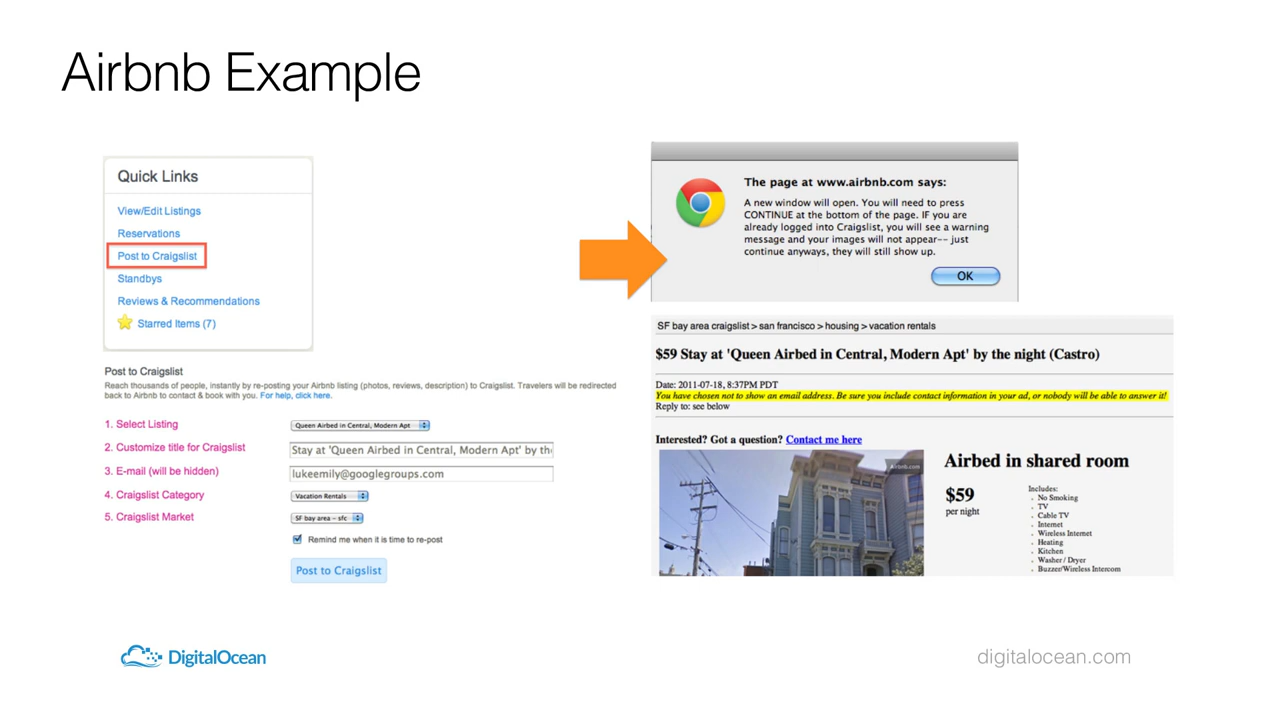 Airbnb Example
Quick Links
View/Edit Listings
Reservations
Post to Craigslist
Standbys
Reviews & Recommendations
Starred Items (7)
Post to Craigslist
Reach thousands of people, instantly by re-posting your Airbnb listing (photos, reviews, description) to Craigslist. Travelers will be redirected
back to Airbnb to contact & book with you. For help, click here.
1. Select Listing
Queen Airbed in Central, Modern Apt
2. Customize title for Craigslist
Stay at 'Queen Airbed in Central, Modern Apt' by th
3. E-mail (will be hidden)
lukeemily@googlegroups.com
4. Craigslist Category
Vacation Rentals
5. Craigslist Market
SF bay area - sfc
Remind me when it is time to re-post
Post to Craigslist
The page at www.airbnb.com says:
A new window will open. You will need to press
CONTINUE at the bottom of the page. IF you are
already logged into Craigslist, you will see a warning
message and your images will not appear-- just
continue anyways, they will still show up.
OK
SF bay area craigslist > san francisco > housing > vacation rentals
$59 Stay at 'Queen Airbed in Central, Modern Apt' by the night (Castro)
Date: 2011-07-18, 8:37PM PDT
You have chosen not to show an email address. Be sure you include contact information in your ad, or nobody will be able to answer it!
Reply to: see below
Interested? Got a question? Contact me here
Airbnb.com
Airbed in shared room
$59
per night
Includes:
No Smoking
TV
Cable TV
Internet
Wireless Internet
Heating
Kitchen
Washer / Dryer
Buzzer/Wireless Intercom
DigitalOcean
digitalocean.com